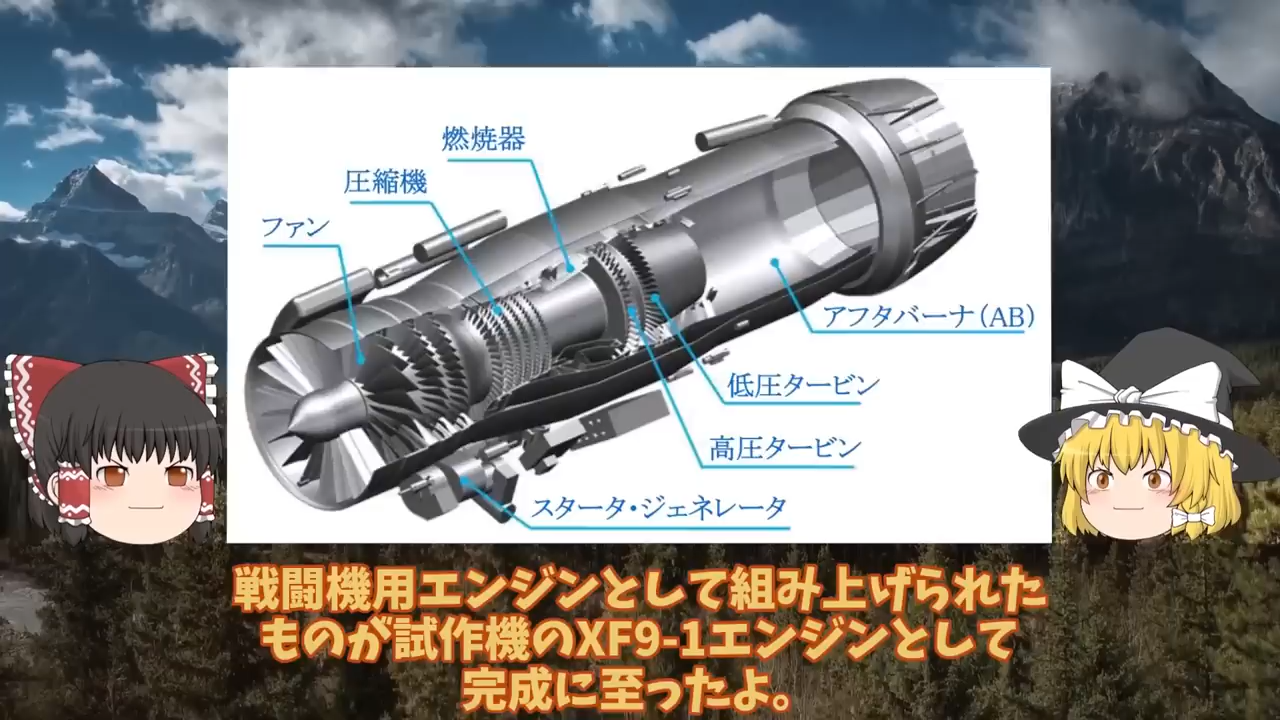 燃焼器
圧縮機
ファン
アフタバーナ(AB)
低圧タービン
高圧タービン
スタータ・ジェネレータ
戦闘機用エンジンとして組み上げられた
ものが試作機のXF9-1エンジンとして
完成に至ったよ。